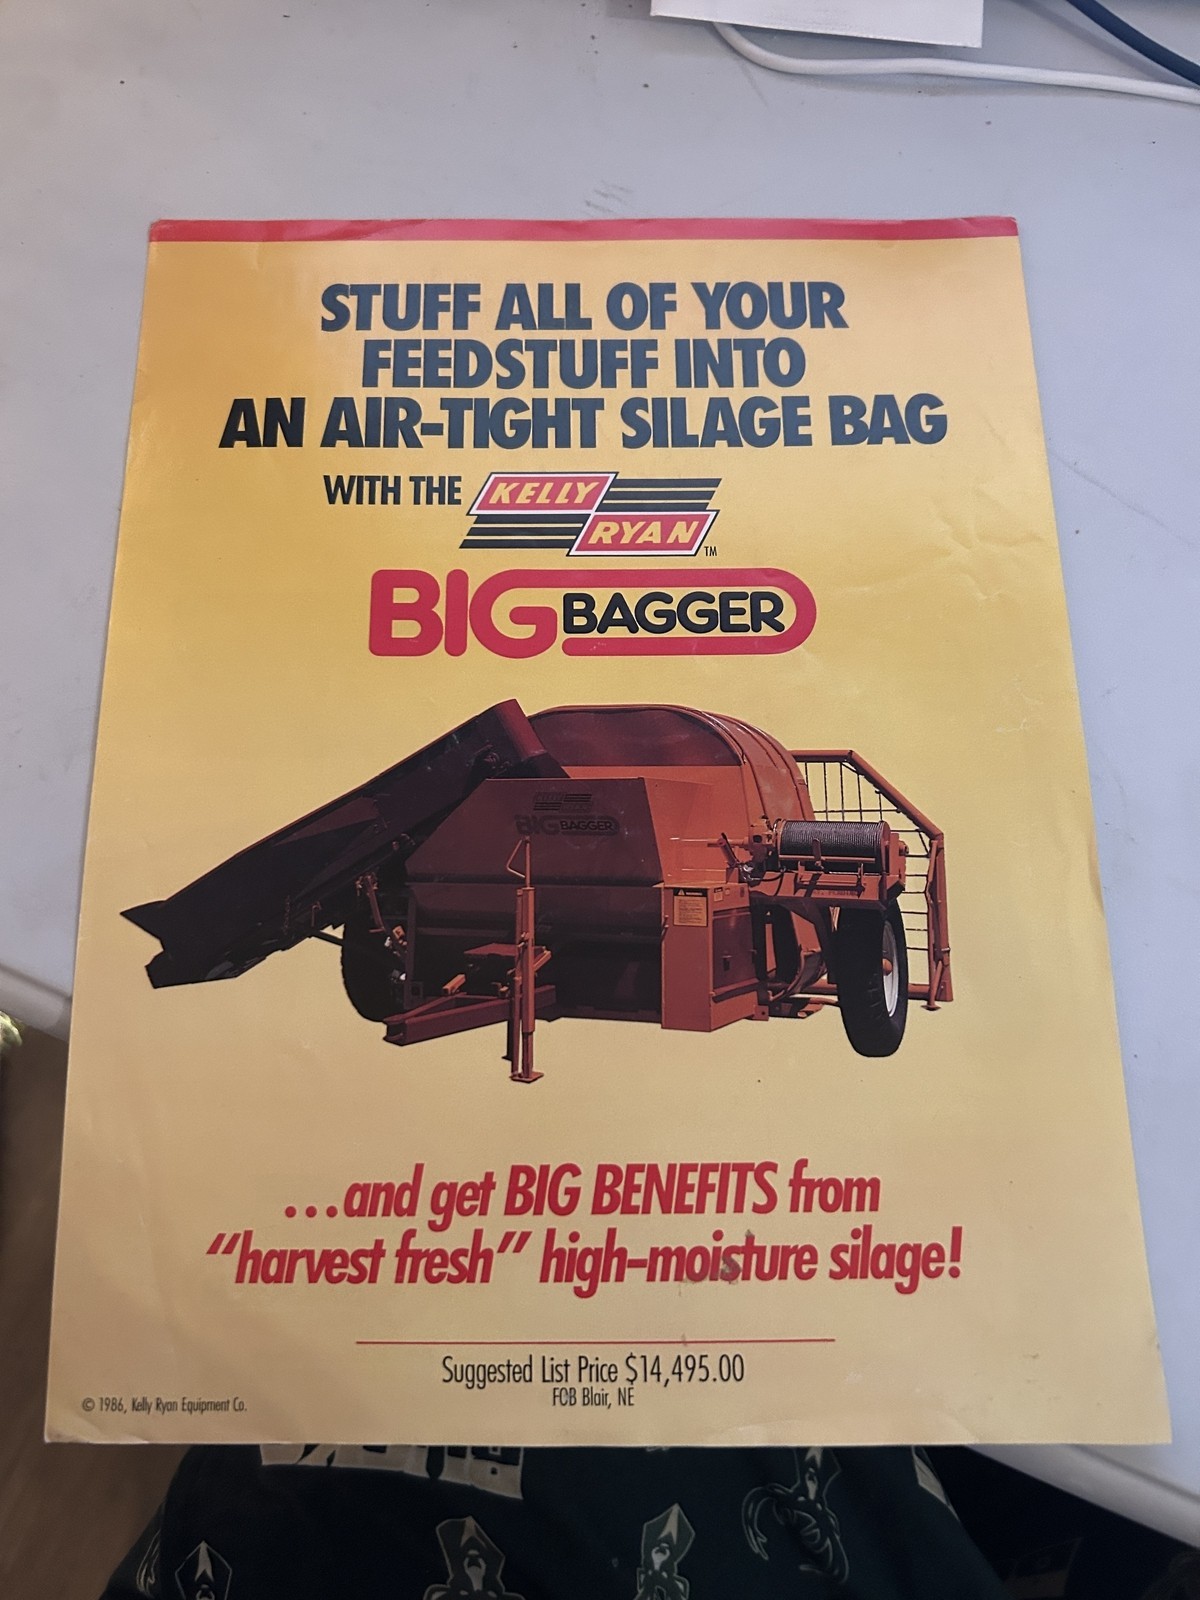 STUFF ALL OF YOUR
FEEDSTUFF INTO
AN AIR-TIGHT SILAGE BAG
WITH THE KELLY
RYAN TM
BIG BAGGER
BIG BAGGER
...and get BIG BENEFITS from
"harvest fresh" high-moisture silage!
Suggested List Price $14,495.00
FOB Blair, NE
© 1986, Kelly Ryan Equipment Co.